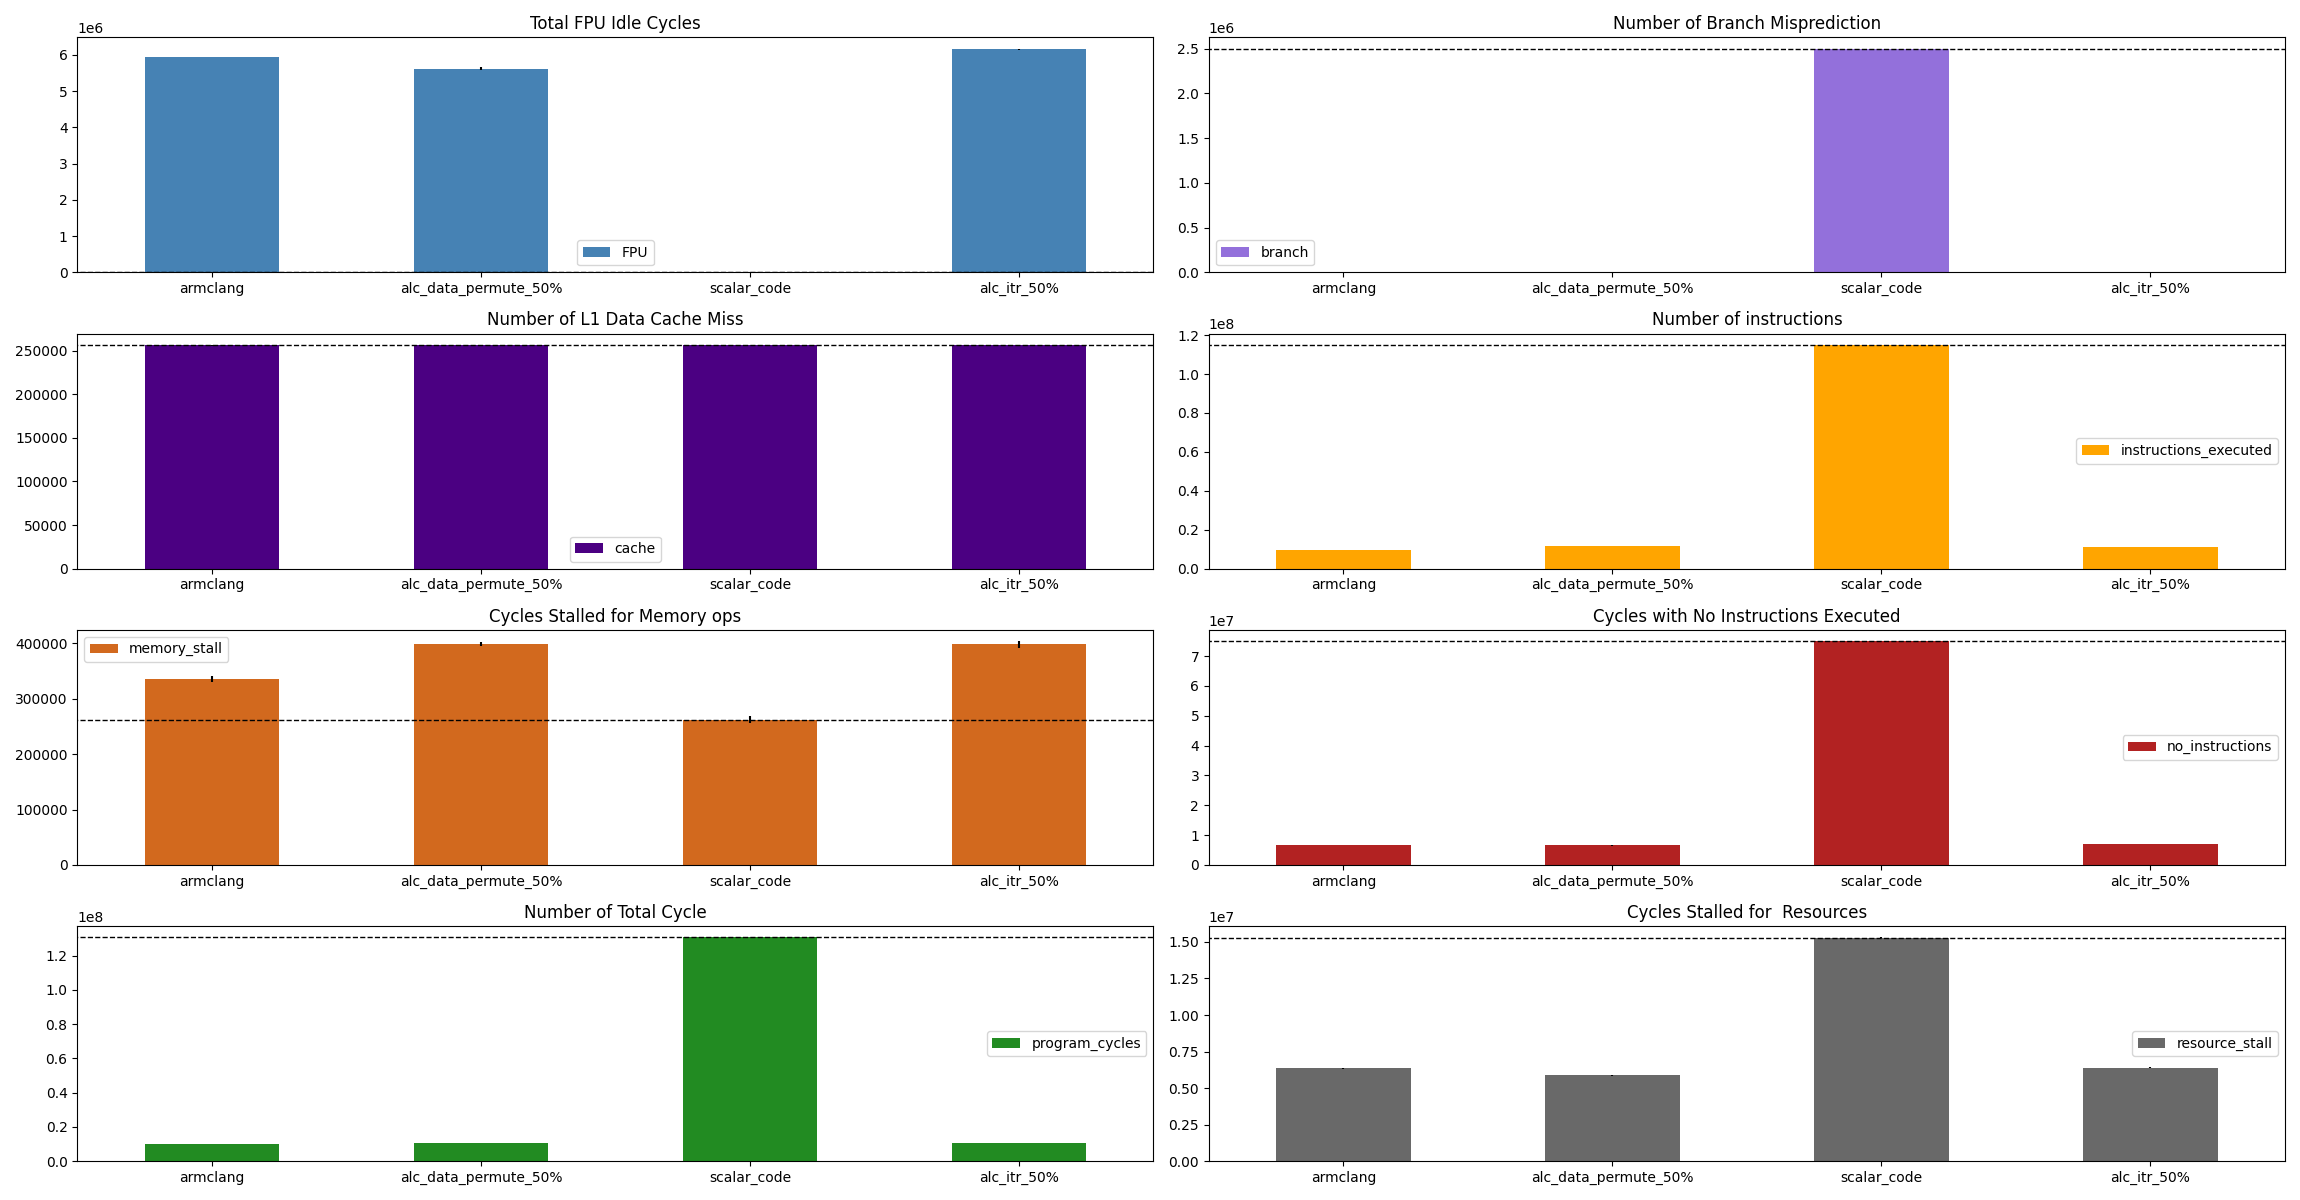 Total FPU Idle Cycles
1e6
6
5
4
3
2
1
0
FPU
armclang alc_data_permute_50% scalar_code alc_itr_50%
Number of Branch Misprediction
1e6
2.5
2.0
1.5
1.0
0.5
0.0
branch
armclang alc_data_permute_50% scalar_code alc_itr_50%
Number of L1 Data Cache Miss
250000
200000
150000
100000
50000
0
cache
armclang alc_data_permute_50% scalar_code alc_itr_50%
Number of instructions
1e8
1.2
1.0
0.8
0.6
0.4
0.2
0.0
instructions_executed
armclang alc_data_permute_50% scalar_code alc_itr_50%
Cycles Stalled for Memory ops
400000
300000
200000
100000
0
memory_stall
armclang alc_data_permute_50% scalar_code alc_itr_50%
Cycles with No Instructions Executed
1e7
7
6
5
4
3
2
1
0
no_instructions
armclang alc_data_permute_50% scalar_code alc_itr_50%
Number of Total Cycle
1e8
1.2
1.0
0.8
0.6
0.4
0.2
0.0
program_cycles
armclang alc_data_permute_50% scalar_code alc_itr_50%
Cycles Stalled for  Resources
1e7
1.50
1.25
1.00
0.75
0.50
0.25
0.00
resource_stall
armclang alc_data_permute_50% scalar_code alc_itr_50%